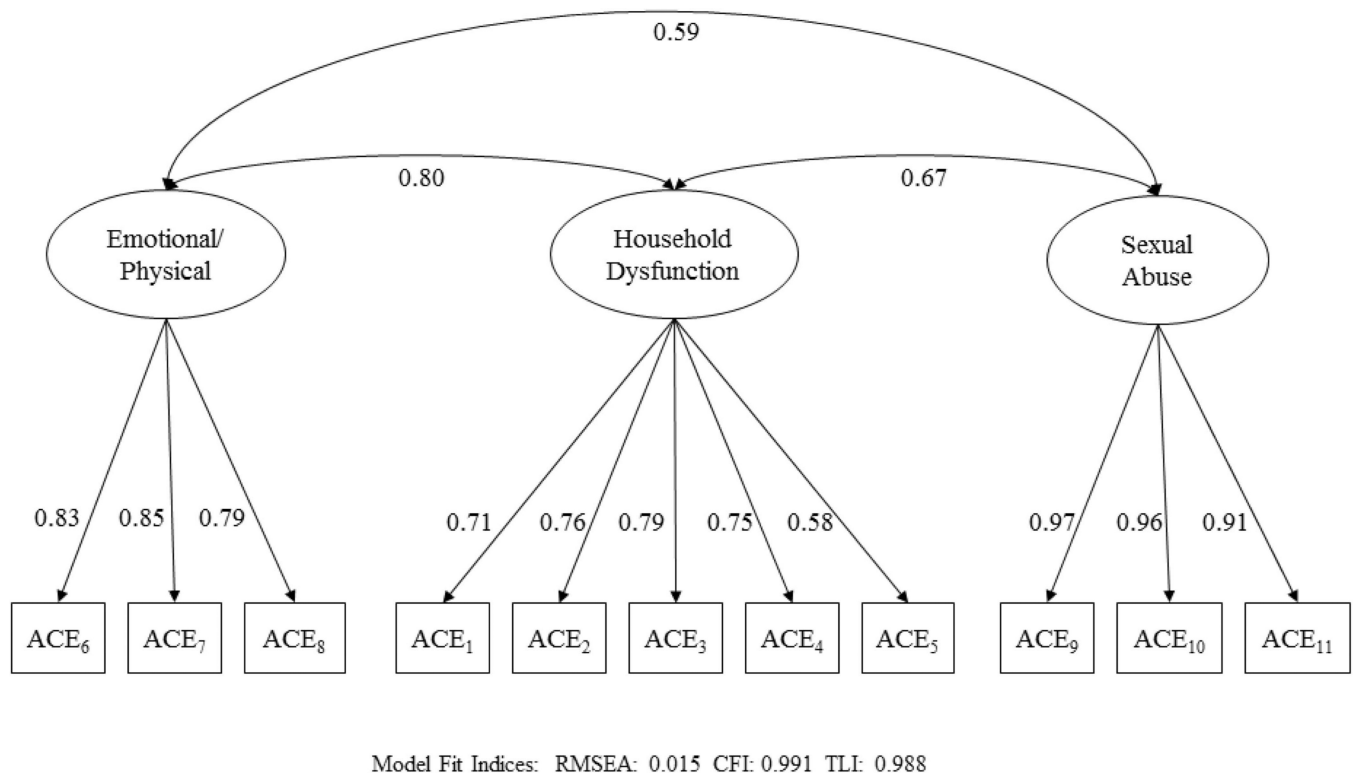 0.59
0.80 0.67
Emotional/
Physical
Household
Dysfunction
Sexual
Abuse
0.83 0.85 0.79 0.71 0.76 0.79 0.75 0.58 0.97 0.96 0.91
ACE₆ ACE₇ ACE₈ ACE₁ ACE₂ ACE₃ ACE₄ ACE₅ ACE₉ ACE₁₀ ACE₁₁
Model Fit Indices: RMSEA: 0.015 CFI: 0.991 TLI: 0.988